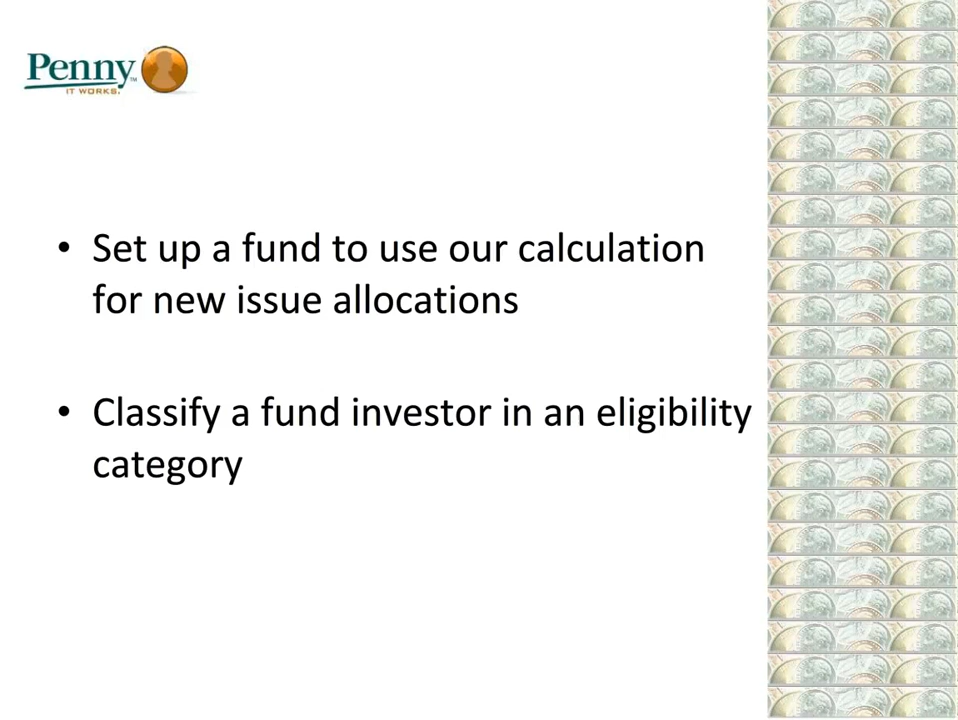 Penny™
IT WORKS.
• Set up a fund to use our calculation
for new issue allocations
• Classify a fund investor in an eligibility
category